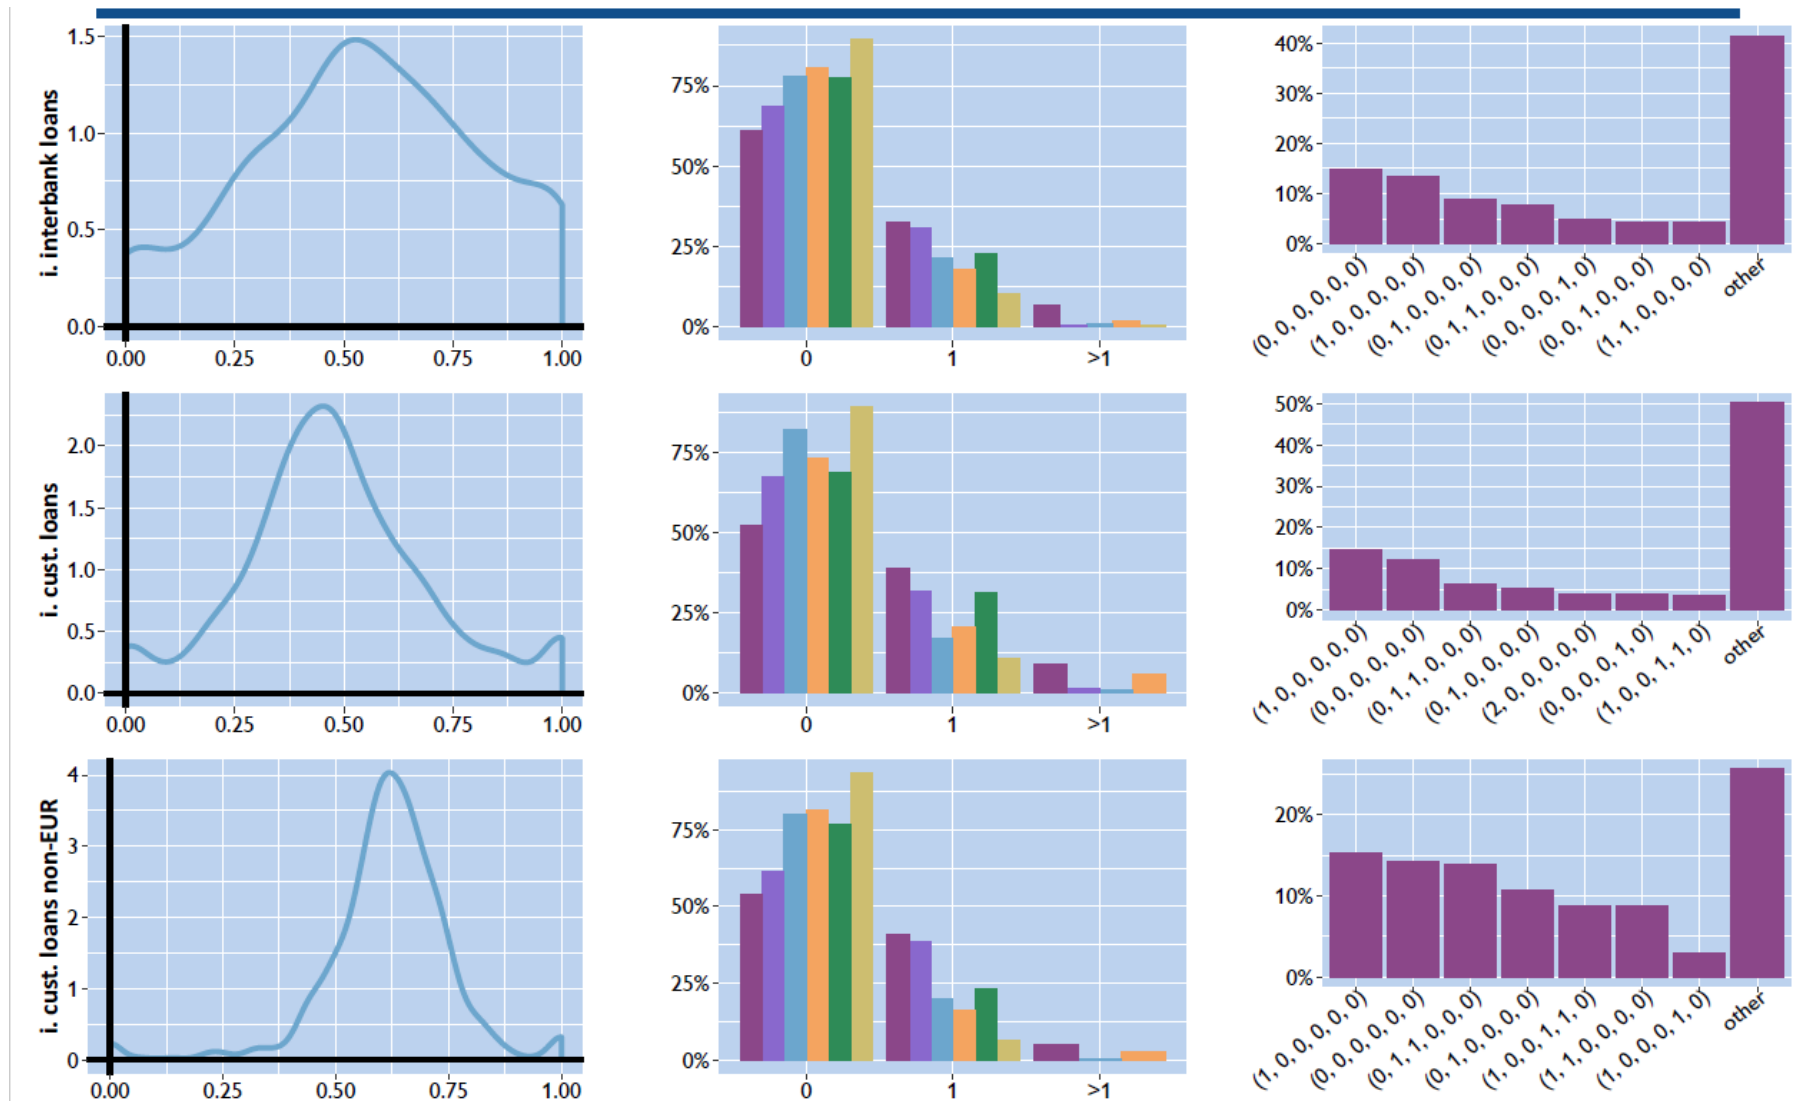 i. interbank loans
1.5
1.0
0.5
0.0
0.00 0.25 0.50 0.75 1.00
75%
50%
25%
0%
0 1 >1
40%
30%
20%
10%
0%
(0, 0, 0, 0, 0, 0)
(1, 0, 0, 0, 0, 0)
(0, 1, 0, 0, 0, 0)
(0, 1, 1, 0, 0, 0)
(0, 0, 0, 0, 1, 0)
(0, 0, 1, 0, 0, 0)
(1, 1, 0, 0, 0, 0)
other
i. cust. loans
2.0
1.5
1.0
0.5
0.0
0.00 0.25 0.50 0.75 1.00
75%
50%
25%
0%
0 1 >1
50%
40%
30%
20%
10%
0%
(1, 0, 0, 0, 0, 0)
(0, 0, 0, 0, 0, 0)
(0, 1, 1, 0, 0, 0)
(0, 1, 0, 0, 0, 0)
(2, 0, 0, 0, 0, 0)
(0, 0, 0, 0, 1, 0)
(1, 0, 0, 1, 1, 0)
other
i. cust. loans non-EUR
4
3
2
1
0
0.00 0.25 0.50 0.75 1.00
75%
50%
25%
0%
0 1 >1
20%
10%
0%
(1, 0, 0, 0, 0, 0)
(0, 0, 0, 0, 0, 0)
(0, 1, 1, 0, 0, 0)
(0, 1, 0, 0, 0, 0)
(1, 0, 0, 1, 1, 0)
(1, 1, 0, 0, 0, 0)
(1, 0, 0, 0, 1, 0)
other